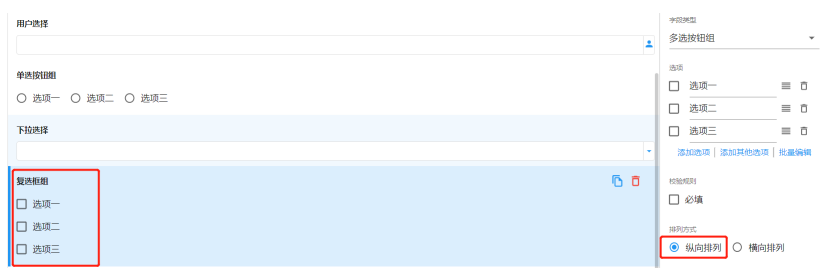 用户选择
单选按钮组
选项一 选项二 选项三
下拉选择
复选框组
选项一
选项二
选项三
字段类型
多选按钮组
选项
选项一
选项二
选项三
添加选项 | 添加其他选项 | 批量编辑
校验规则
必填
排列方式
纵向排列 横向排列